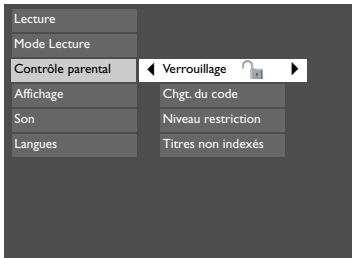 Lecture
Mode Lecture
Contrôle parental
Verrouillage
Affichage
Chgt. du code
Son
Niveau restriction
Langues
Titres non indexés